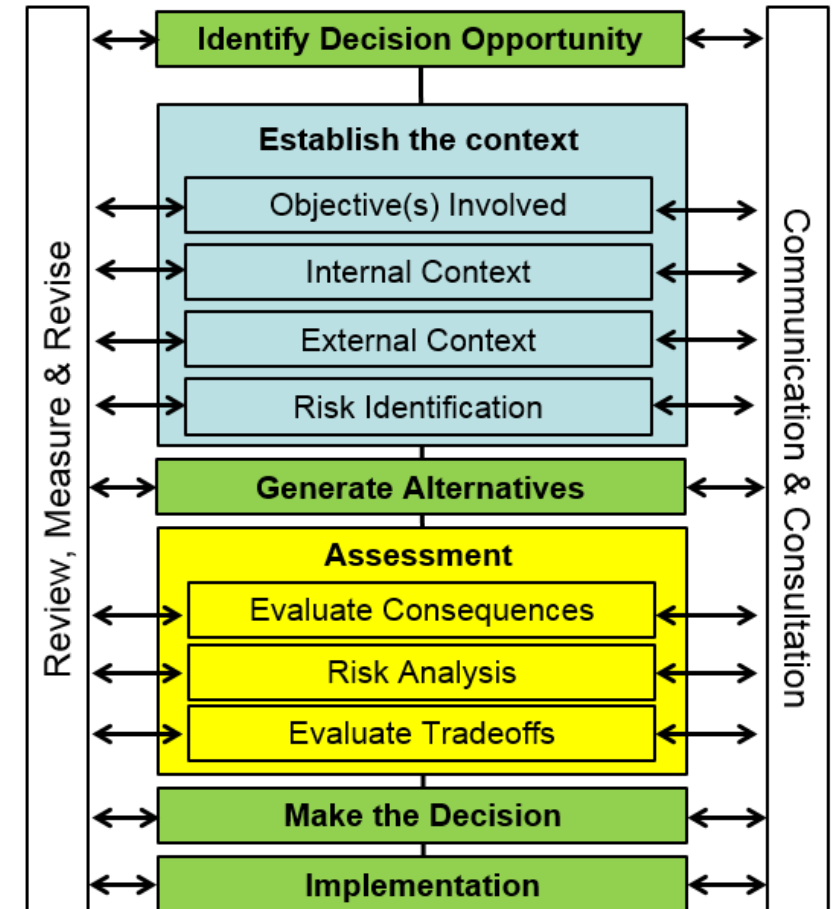 Identify Decision Opportunity
Establish the context
Objective(s) Involved
Internal Context
External Context
Risk Identification
Generate Alternatives
Assessment
Evaluate Consequences
Risk Analysis
Evaluate Tradeoffs
Make the Decision
Implementation
Review, Measure & Revise
Communication & Consultation